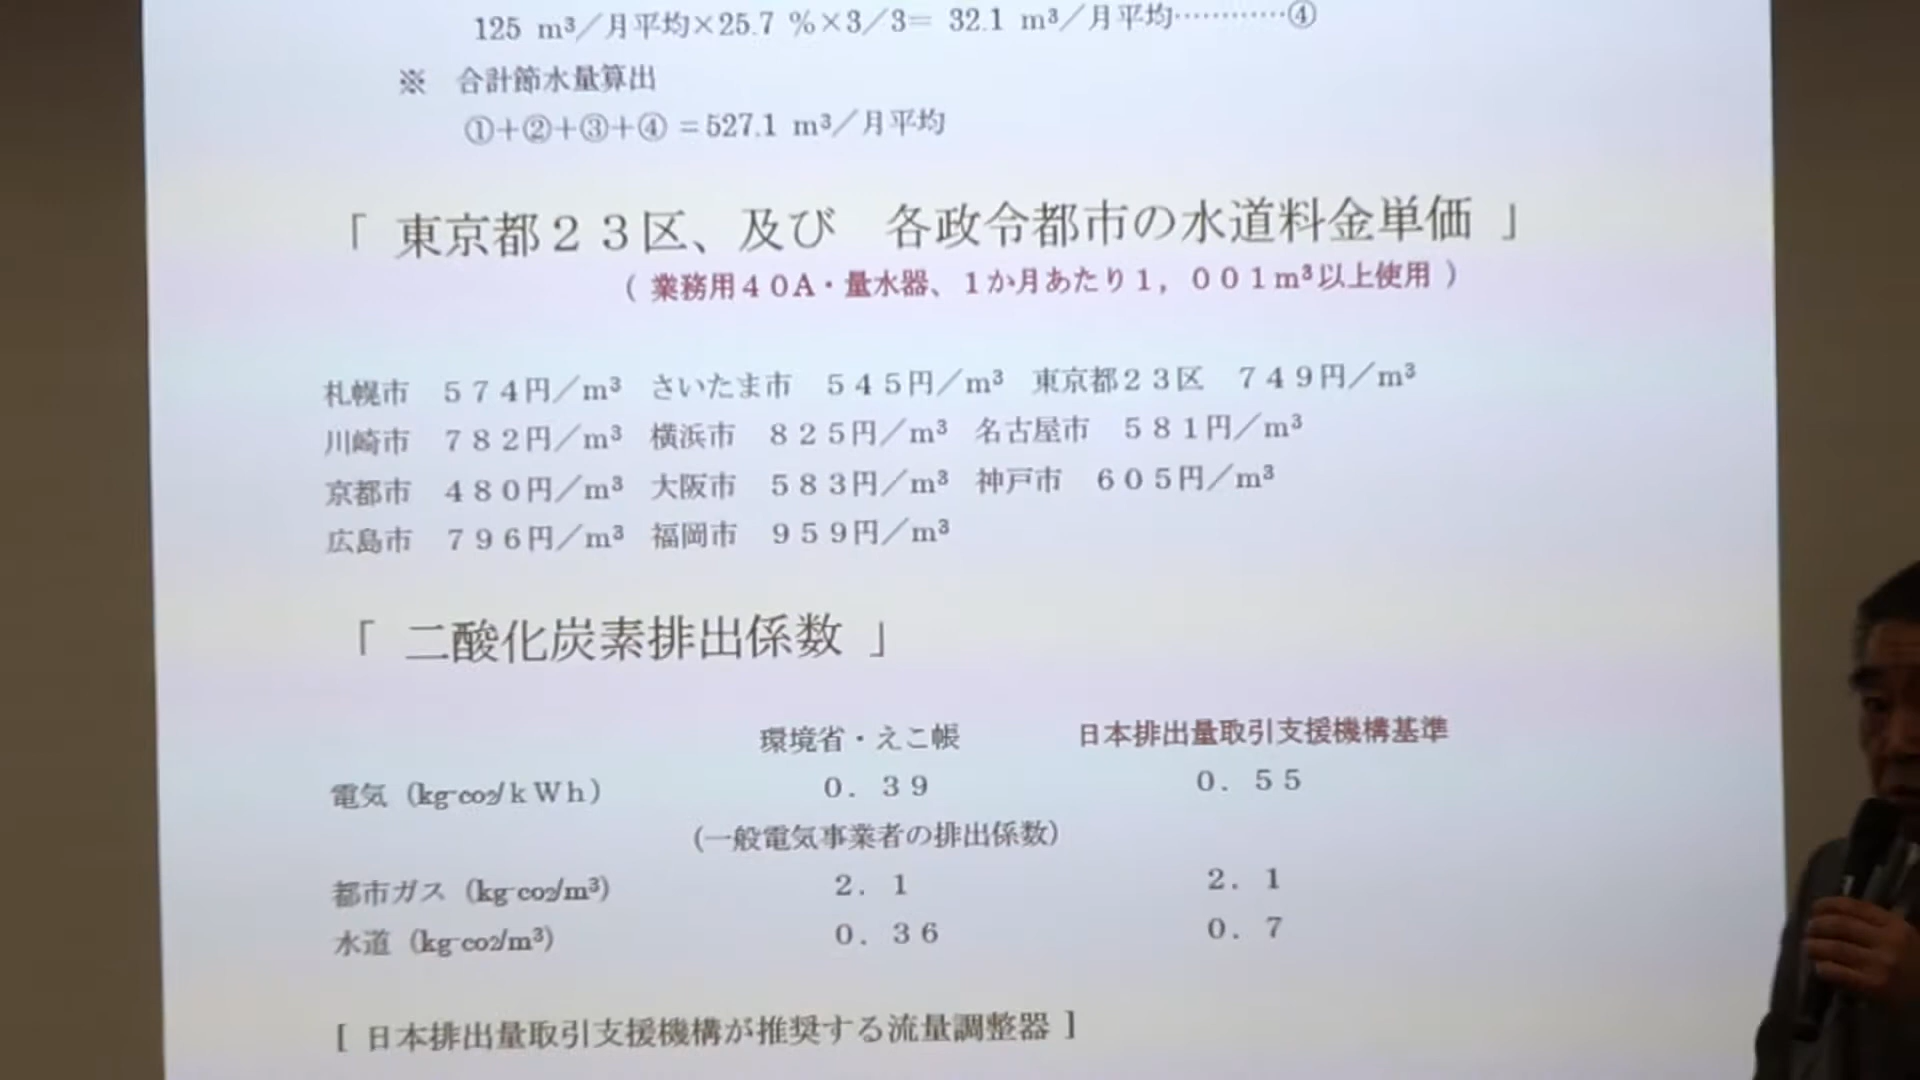 125 m³／月平均×25.7 %×3／3= 32.1 m³／月平均…………④
※ 合計節水量算出
①＋②＋③＋④ ＝527.1 m³／月平均
「 東京都２３区、及び 各政令都市の水道料金単価 」
( 業務用４０A・量水器、１か月あたり１，００１m³以上使用 )
札幌市 ５７４円／m³ さいたま市 ５４５円／m³ 東京都２３区 ７４９円／m³
川崎市 ７８２円／m³ 横浜市 ８２５円／m³ 名古屋市 ５８１円／m³
京都市 ４８０円／m³ 大阪市 ５８３円／m³ 神戸市 ６０５円／m³
広島市 ７９６円／m³ 福岡市 ９５９円／m³
「 二酸化炭素排出係数 」
環境省・えこ帳 日本排出量取引支援機構基準
電気（kg-co2/ｋＷｈ） ０．３９ ０．５５
(一般電気事業者の排出係数)
都市ガス（kg-co2/m³） ２．１ ２．１
水道（kg-co2/m³） ０．３６ ０．７
[ 日本排出量取引支援機構が推奨する流量調整器 ]